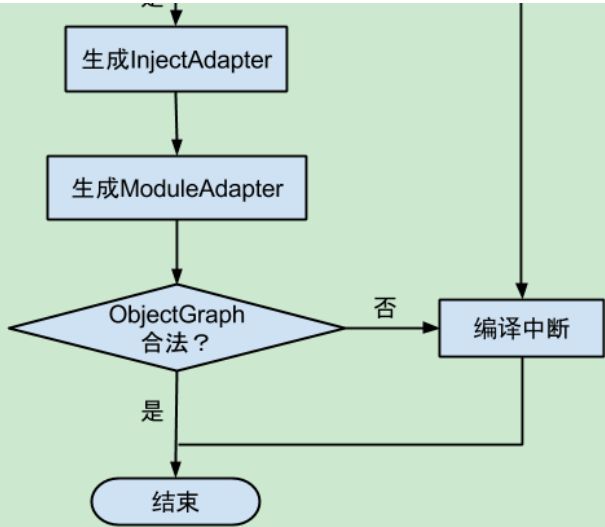 生成InjectAdapter
生成ModuleAdapter
ObjectGraph
合法？
否
编译中断
是
结束